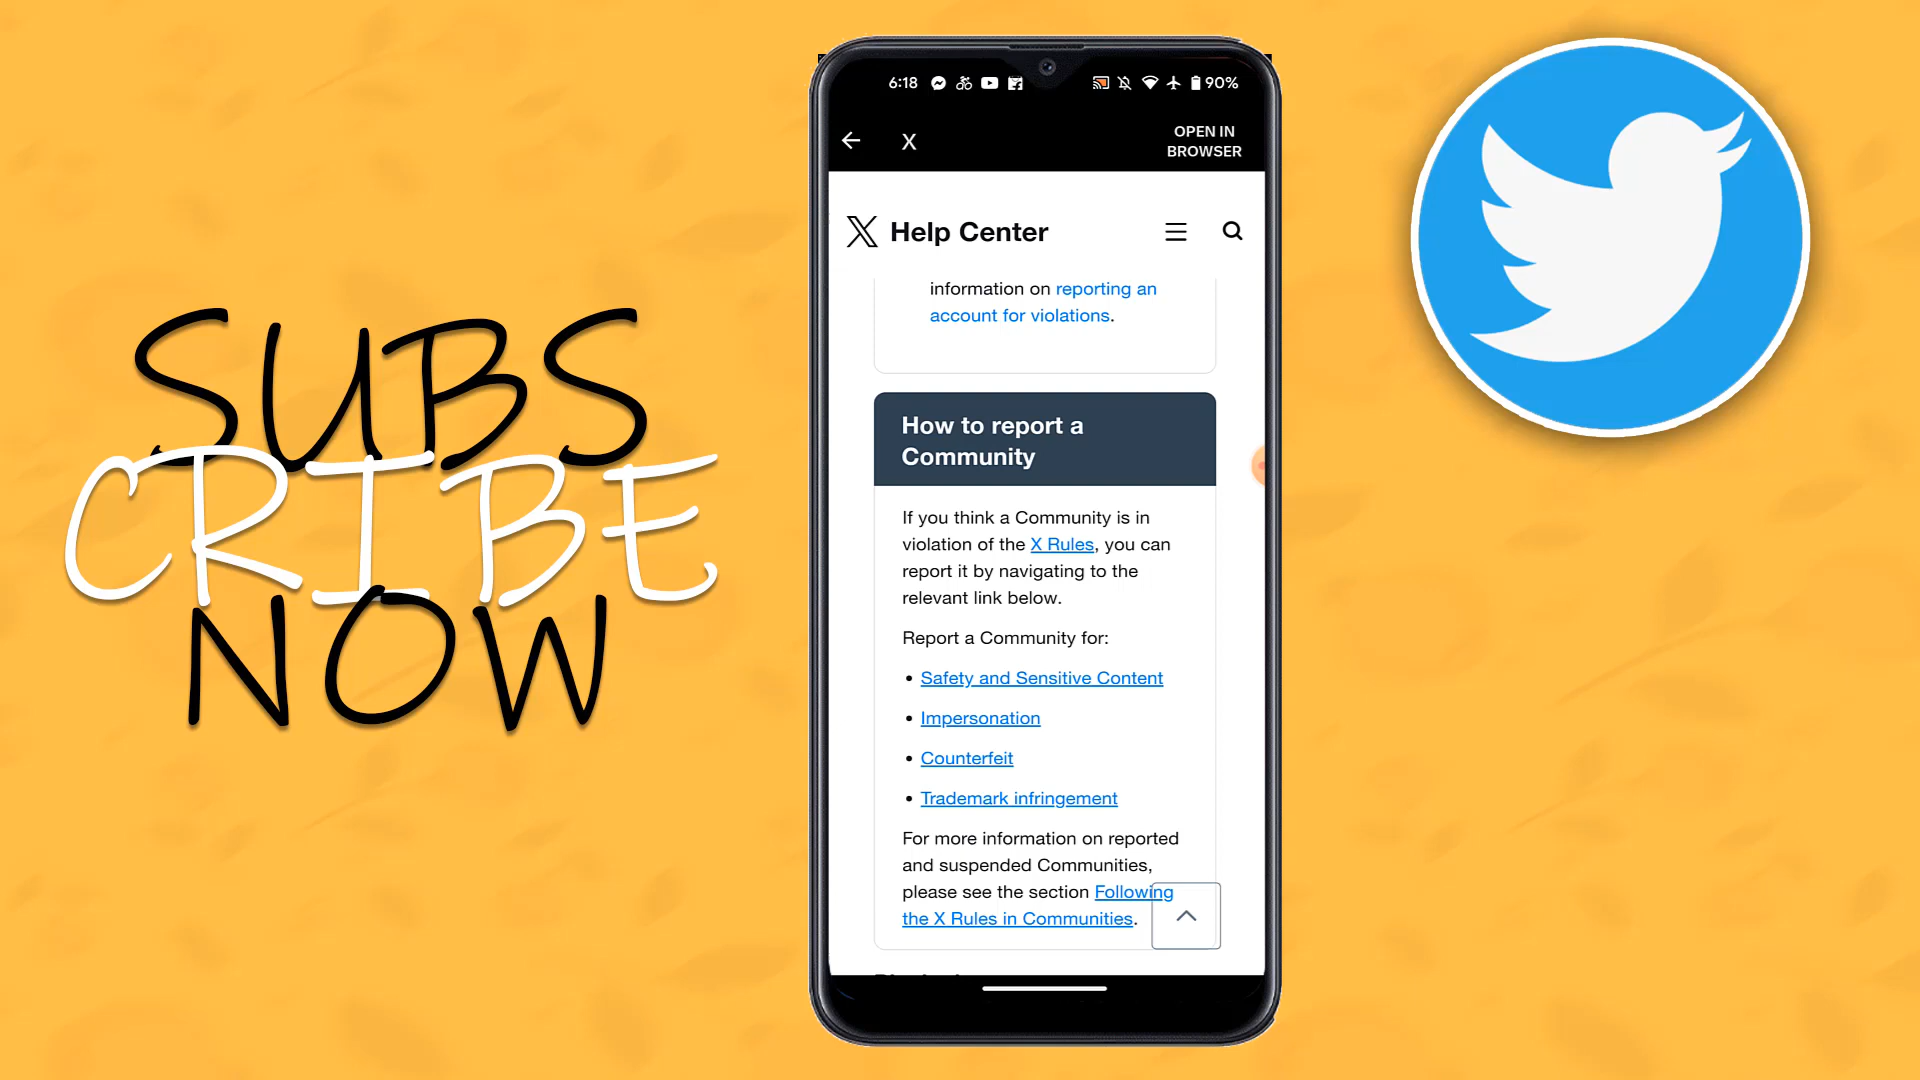 SUBS
CRIBE
NOW
6:18
90%
X
OPEN IN
BROWSER
X Help Center
information on reporting an
account for violations.
How to report a
Community
If you think a Community is in
violation of the X Rules, you can
report it by navigating to the
relevant link below.
Report a Community for:
• Safety and Sensitive Content
• Impersonation
• Counterfeit
• Trademark infringement
For more information on reported
and suspended Communities,
please see the section Following
the X Rules in Communities.